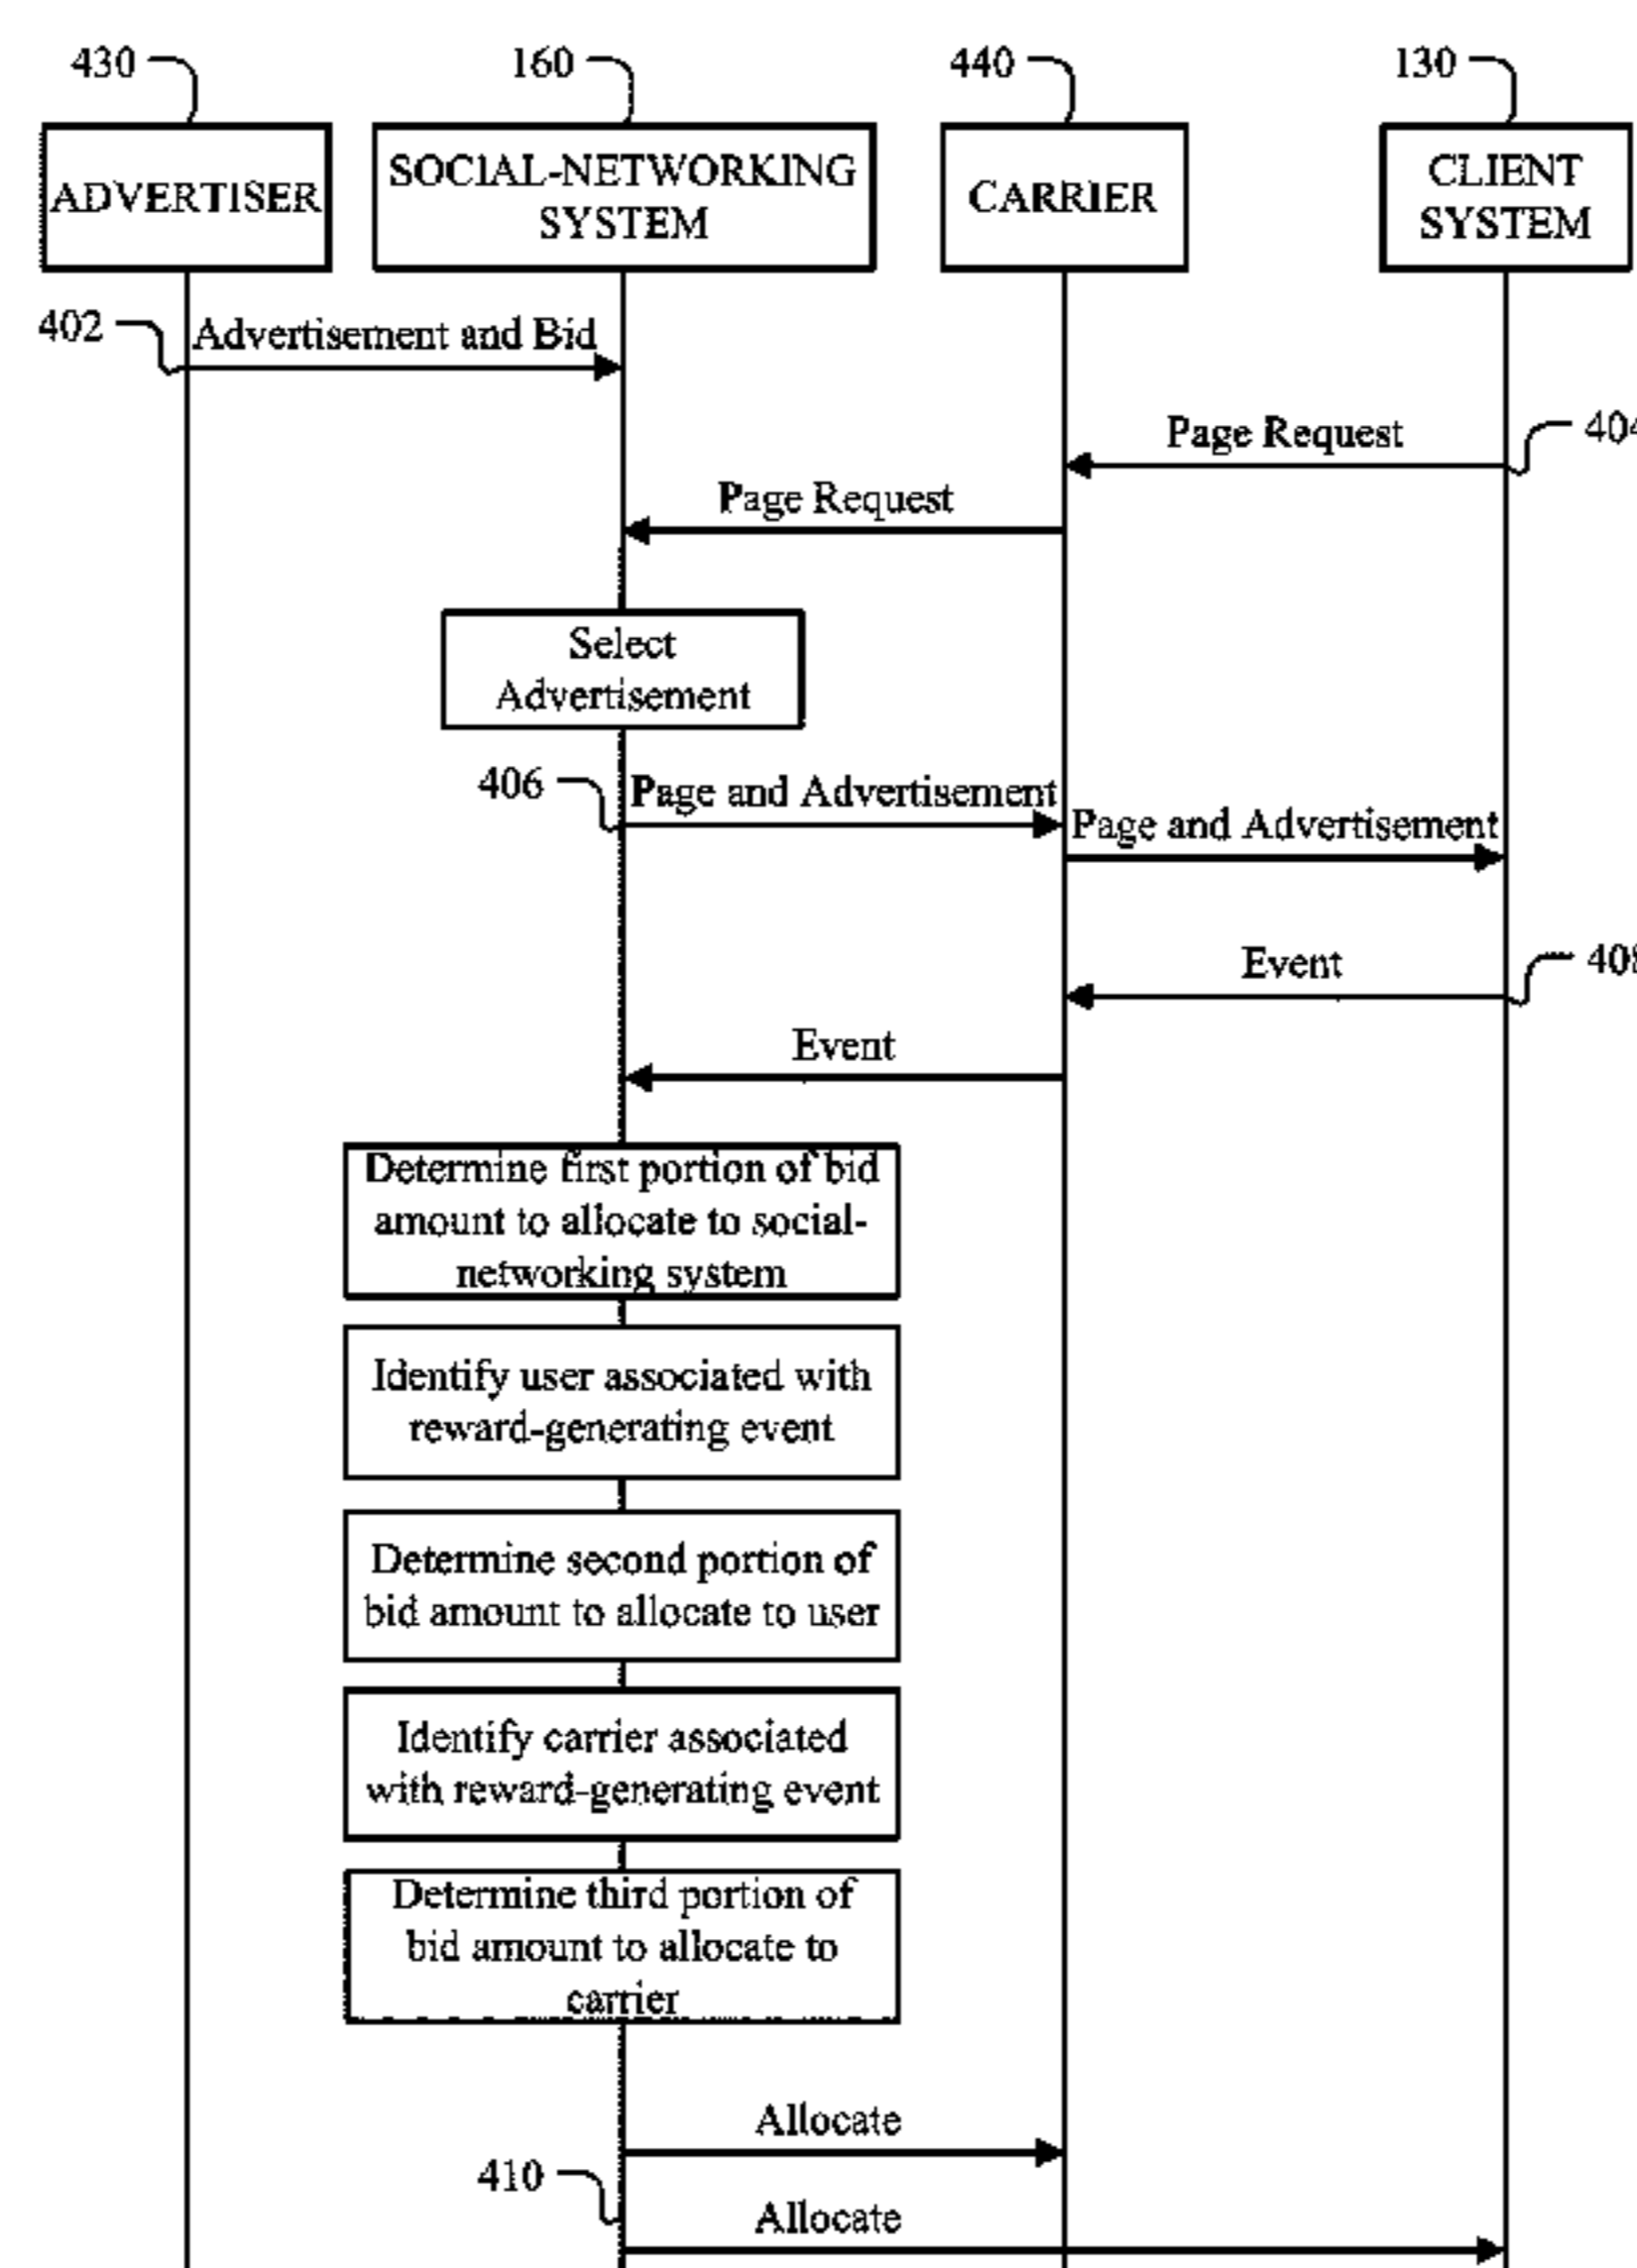 430
160
440
130
ADVERTISER
SOCIAL-NETWORKING
SYSTEM
CARRIER
CLIENT
SYSTEM
402
Advertisement and Bid
Page Request
404
Page Request
Select
Advertisement
406
Page and Advertisement
Page and Advertisement
Event
408
Event
Determine first portion of bid
amount to allocate to social-
networking system
Identify user associated with
reward-generating event
Determine second portion of
bid amount to allocate to user
Identify carrier associated
with reward-generating event
Determine third portion of
bid amount to allocate to
carrier
Allocate
410
Allocate